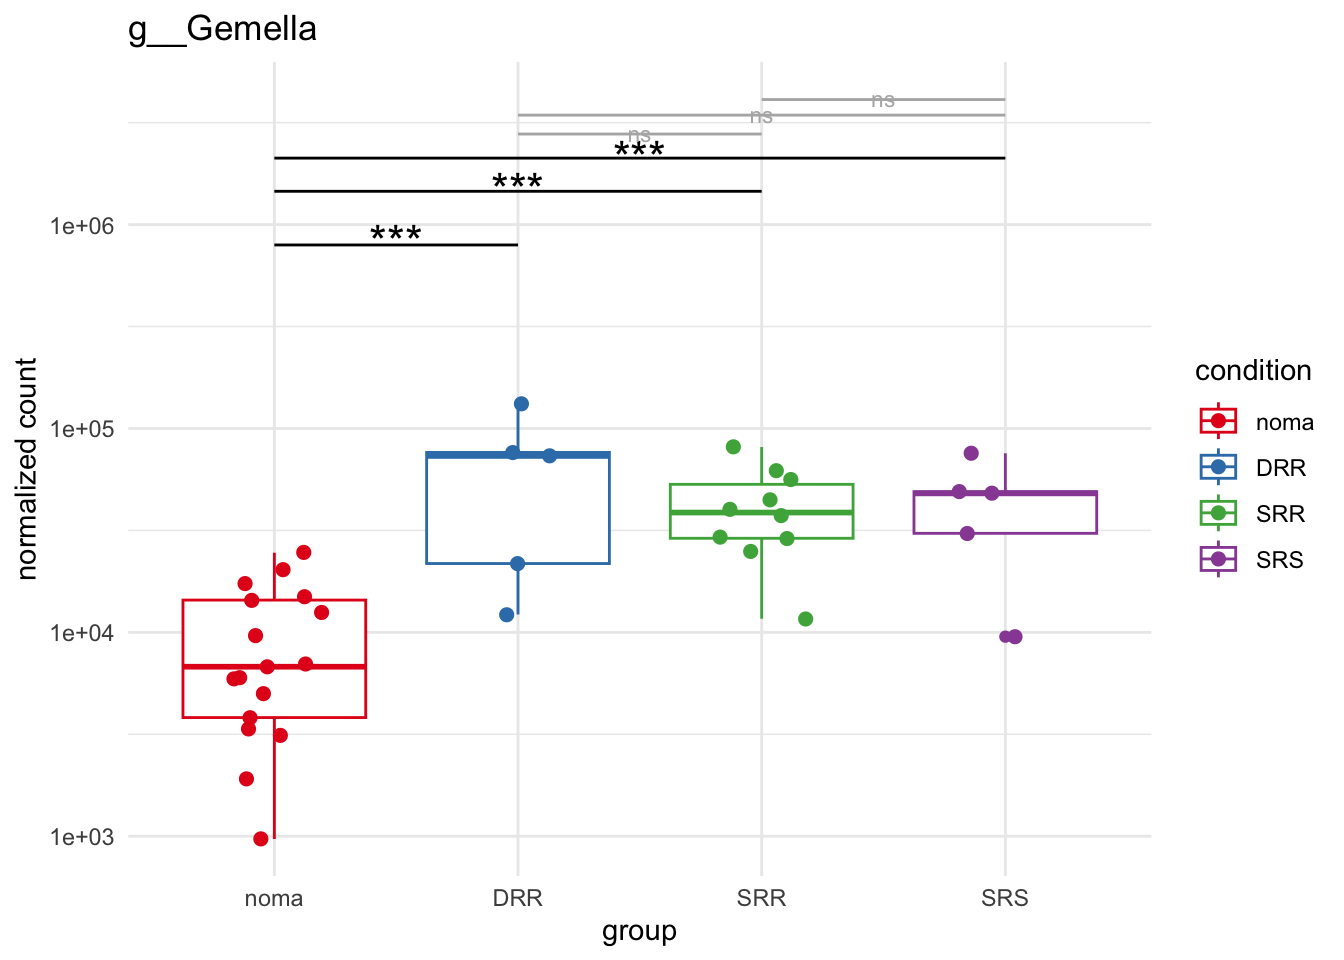 g__Gemella
ns
ns
ns
***
***
***
1e+06
1e+05
1e+04
1e+03
normalized count
noma
DRR
SRR
SRS
group
condition
noma
DRR
SRR
SRS